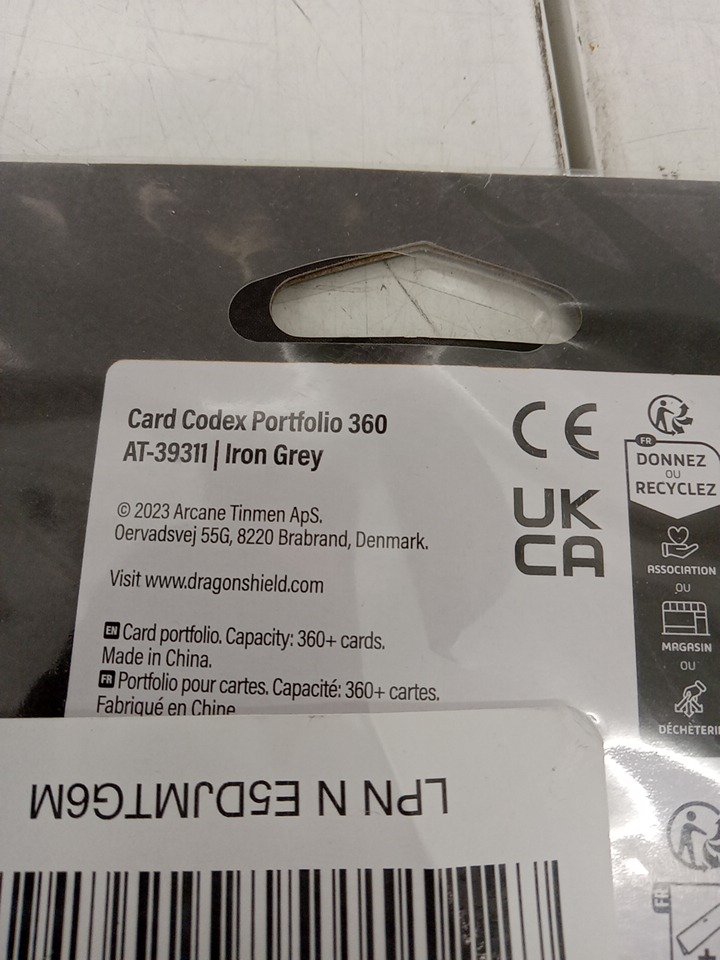 Card Codex Portfolio 360
AT-39311 | Iron Grey
© 2023 Arcane Tinmen ApS.
Oervadsvej 55G, 8220 Brabrand, Denmark.
Visit www.dragonshield.com
EN Card portfolio. Capacity: 360+ cards.
Made in China.
FR Portfolio pour cartes. Capacité: 360+ cartes.
Fabriqué en Chine
CE
UK
CA
FR
DONNEZ
OU
RECYCLEZ
ASSOCIATION
OU
MAGASIN
OU
DÉCHÈTERI
FR
LPN N E5DJMTG6M